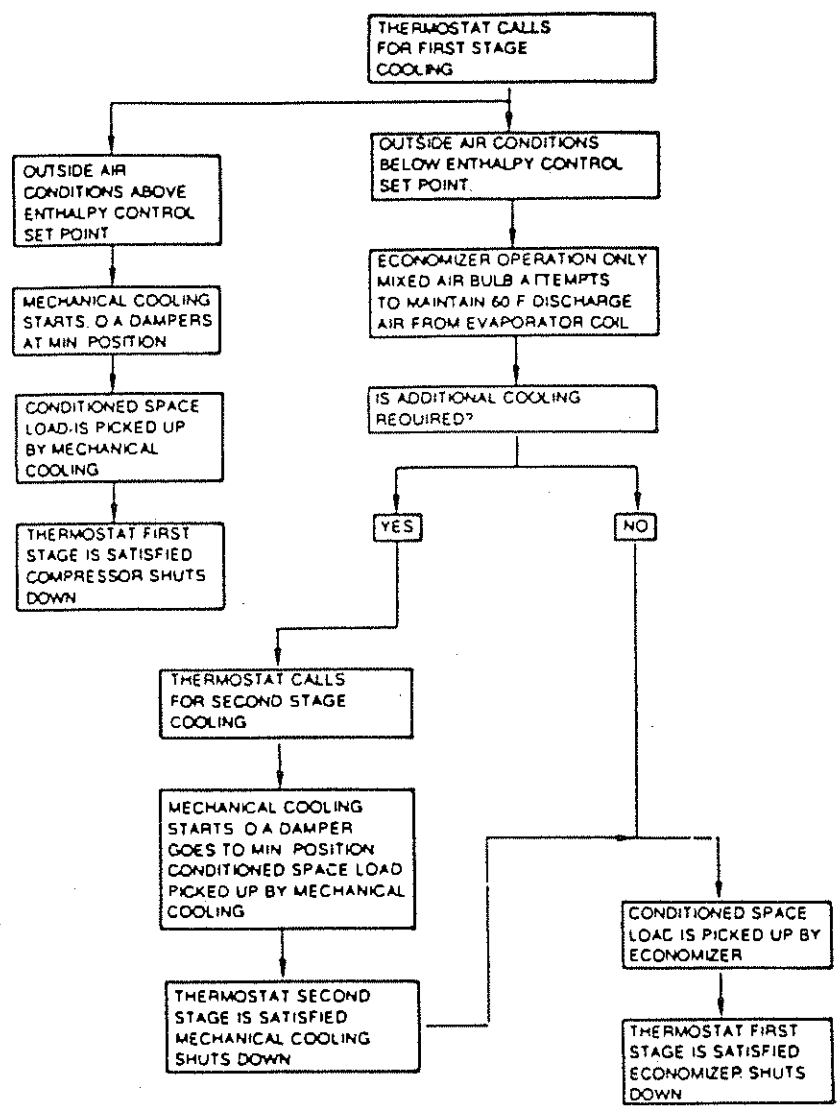 THERMOSTAT CALLS
FOR FIRST STAGE
COOLING
OUTSIDE AIR
CONDITIONS ABOVE
ENTHALPY CONTROL
SET POINT
MECHANICAL COOLING
STARTS. O A DAMPERS
AT MIN POSITION
CONDITIONED SPACE
LOAD IS PICKED UP
BY MECHANICAL
COOLING
THERMOSTAT FIRST
STAGE IS SATISFIED
COMPRESSOR SHUTS
DOWN
OUTSIDE AIR CONDITIONS
BELOW ENTHALPY CONTROL
SET POINT.
ECONOMIZER OPERATION ONLY
MIXED AIR BULB ATTEMPTS
TO MAINTAIN 60 F DISCHARGE
AIR FROM EVAPORATOR COIL
IS ADDITIONAL COOLING
REQUIRED?
YES
NO
THERMOSTAT CALLS
FOR SECOND STAGE
COOLING
MECHANICAL COOLING
STARTS O A DAMPER
GOES TO MIN POSITION
CONDITIONED SPACE LOAD
PICKED UP BY MECHANICAL
COOLING
THERMOSTAT SECOND
STAGE IS SATISFIED
MECHANICAL COOLING
SHUTS DOWN
CONDITIONED SPACE
LOAD IS PICKED UP BY
ECONOMIZER
THERMOSTAT FIRST
STAGE IS SATISFIED
ECONOMIZER SHUTS
DOWN